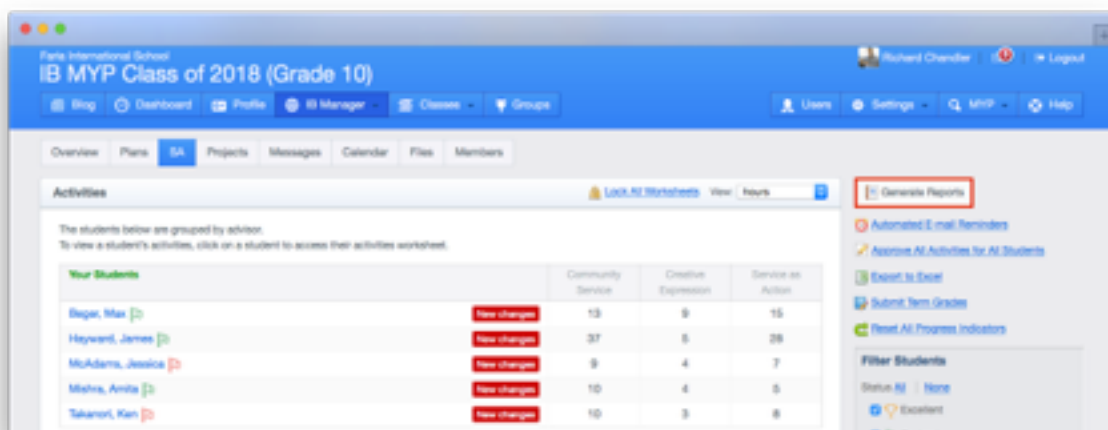 Faria International School
IB MYP Class of 2018 (Grade 10)
Richard Chandler Logout
Blog Dashboard Profile IB Manager Classes Groups Users Settings MYP Help
Overview Plans SA Projects Messages Calendar Files Members
Activities Lock All Worksheets View: hours
Generate Reports
The students below are grouped by advisor.
To view a student's activities, click on a student to access their activities worksheet.
Automated E-mail Reminders
Approve All Activities for All Students
Export to Excel
Submit Term Grades
Reset All Progress Indicators
Your Students Community Service Creative Expression Service as Action
Beger, Max New changes 13 9 15
Hayward, James New changes 37 5 28
McAdams, Jessica New changes 9 4 7
Mishra, Amita New changes 10 4 5
Takanori, Ken New changes 10 3 8
Filter Students
Status All None
Excellent